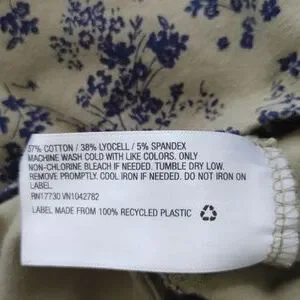 57% COTTON / 38% LYOCELL / 5% SPANDEX
MACHINE WASH COLD WITH LIKE COLORS. ONLY
NON-CHLORINE BLEACH IF NEEDED. TUMBLE DRY LOW.
REMOVE PROMPTLY. COOL IRON IF NEEDED. DO NOT IRON ON
LABEL.
RN17730 VN1042782
LABEL MADE FROM 100% RECYCLED PLASTIC